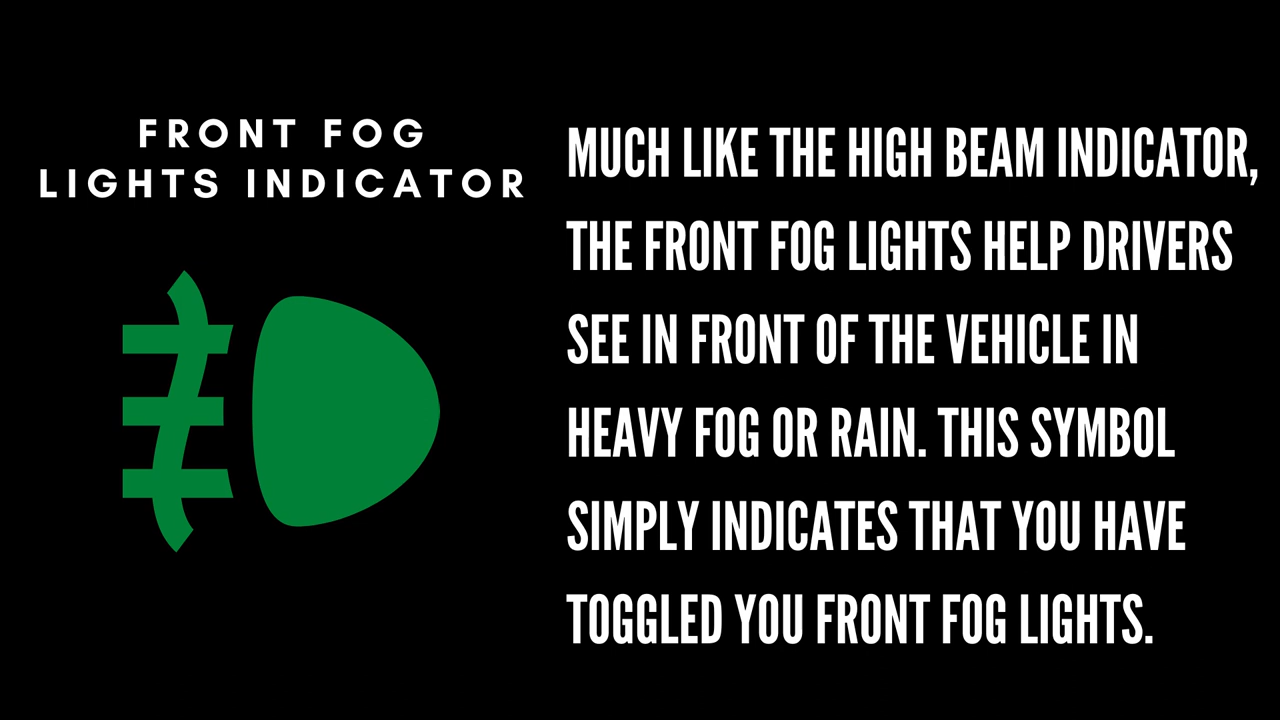 FRONT FOG
LIGHTS INDICATOR
MUCH LIKE THE HIGH BEAM INDICATOR,
THE FRONT FOG LIGHTS HELP DRIVERS
SEE IN FRONT OF THE VEHICLE IN
HEAVY FOG OR RAIN. THIS SYMBOL
SIMPLY INDICATES THAT YOU HAVE
TOGGLED YOU FRONT FOG LIGHTS.